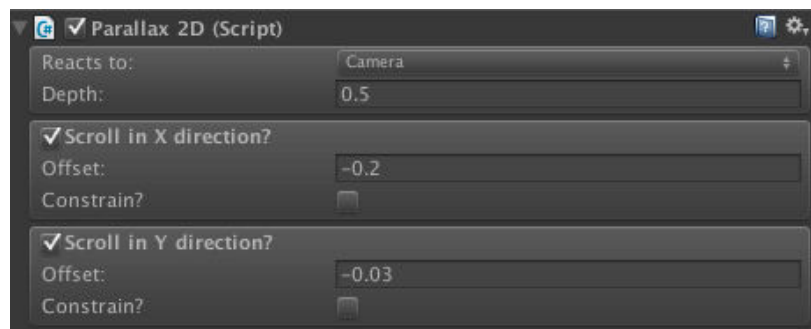 Parallax 2D (Script)
Reacts to: Camera
Depth: 0.5
Scroll in X direction?
Offset: -0.2
Constrain?
Scroll in Y direction?
Offset: -0.03
Constrain?